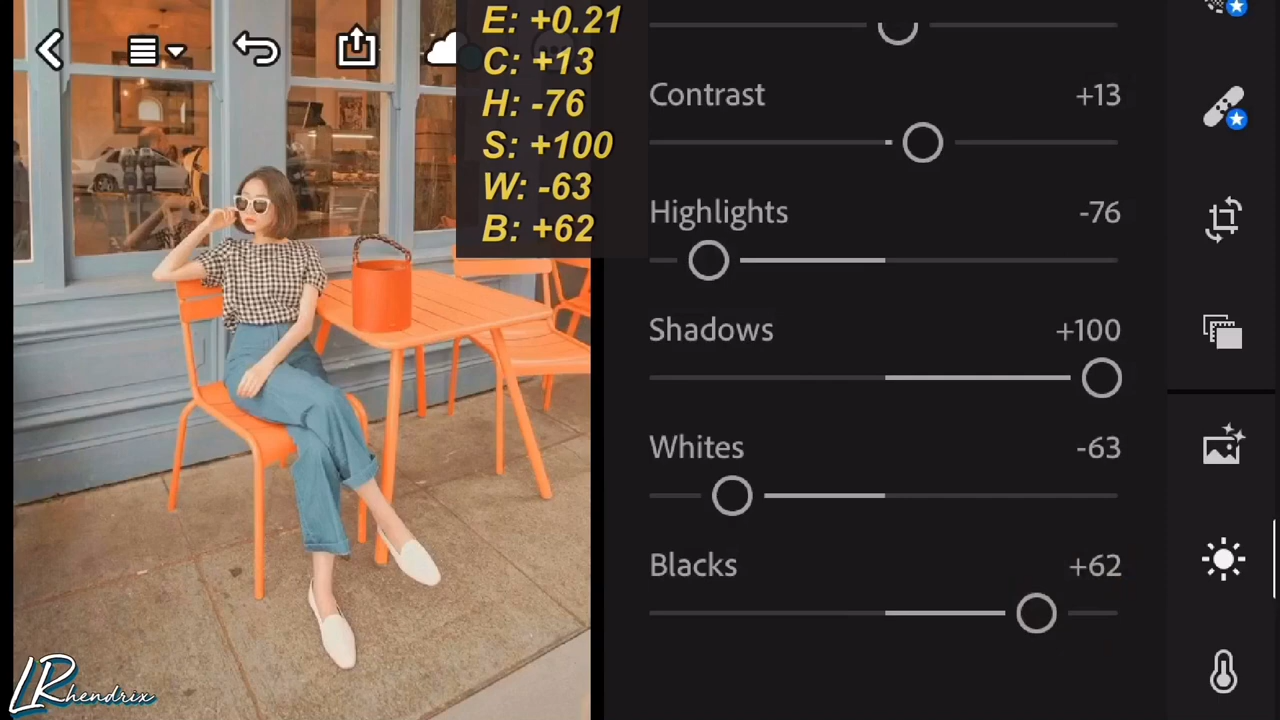 E: +0.21
C: +13
H: -76
S: +100
W: -63
B: +62
Contrast +13
Highlights -76
Shadows +100
Whites -63
Blacks +62
LRhendrix